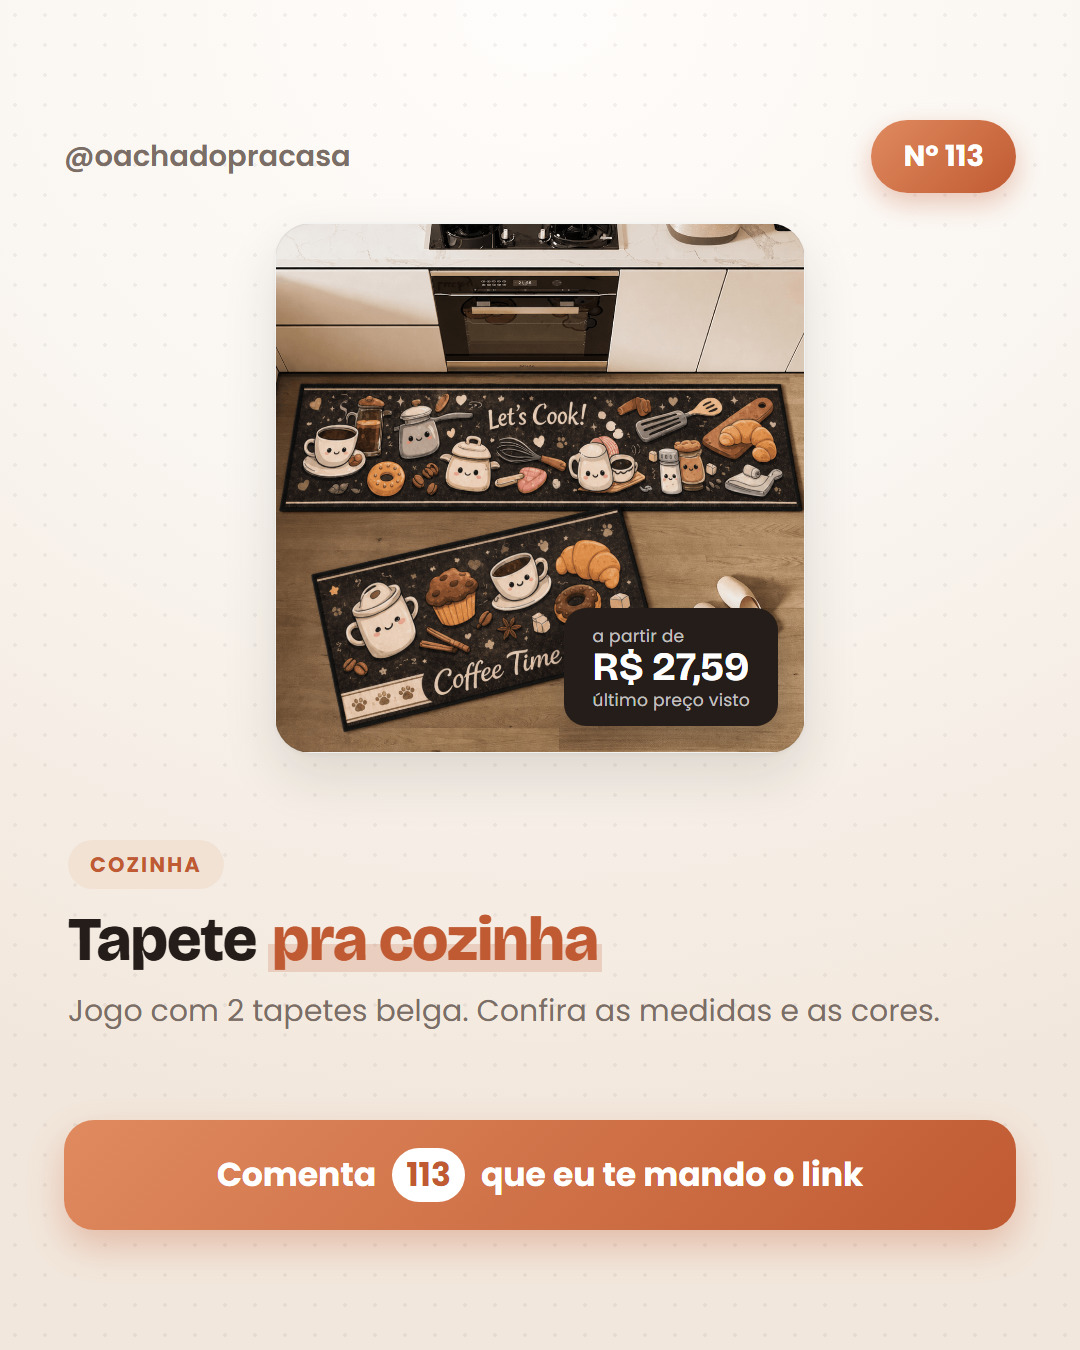 @oachadopracasa
Nº 113
Let's Cook!
Coffee Time
a partir de
R$ 27,59
último preço visto
COZINHA
Tapete pra cozinha
Jogo com 2 tapetes belga. Confira as medidas e as cores.
Comenta 113 que eu te mando o link